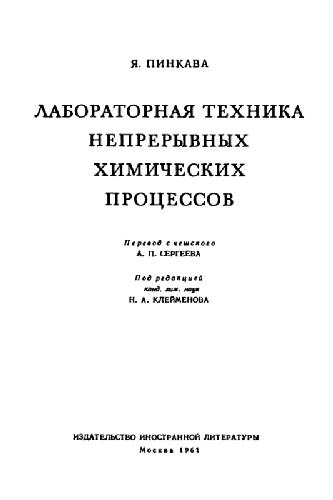 Я. ПИНКАВА
ЛАБОРАТОРНАЯ ТЕХНИКА
НЕПРЕРЫВНЫХ
ХИМИЧЕСКИХ
ПРОЦЕССОВ
Перевод с чешского
А. П. СЕРГЕЕВА
Под редакцией
канд. хим. наук
Н. А. КЛЕЙМЕНОВА
ИЗДАТЕЛЬСТВО ИНОСТРАННОЙ ЛИТЕРАТУРЫ
Москва 1961